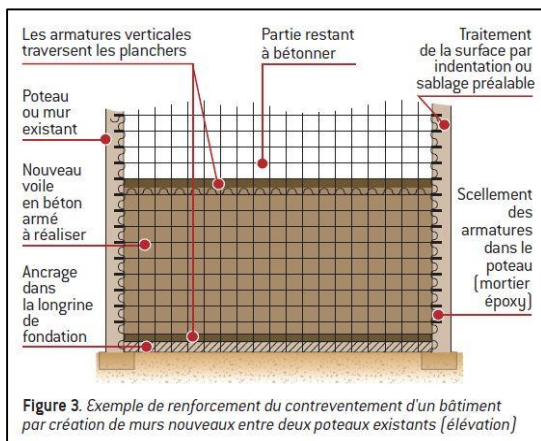 Les armatures verticales
traversent les planchers
Partie restant
à bétonner
Traitement
de la surface par
indentation ou
sablage préalable
Poteau
ou mur
existant
Nouveau
voile
en béton
armé
à réaliser
Ancrage
dans
la longrine
de
fondation
Scellement
des
armatures
dans le
poteau
(mortier
époxy)
Figure 3. Exemple de renforcement du contreventement d'un bâtiment
par création de murs nouveaux entre deux poteaux existants (élévation)